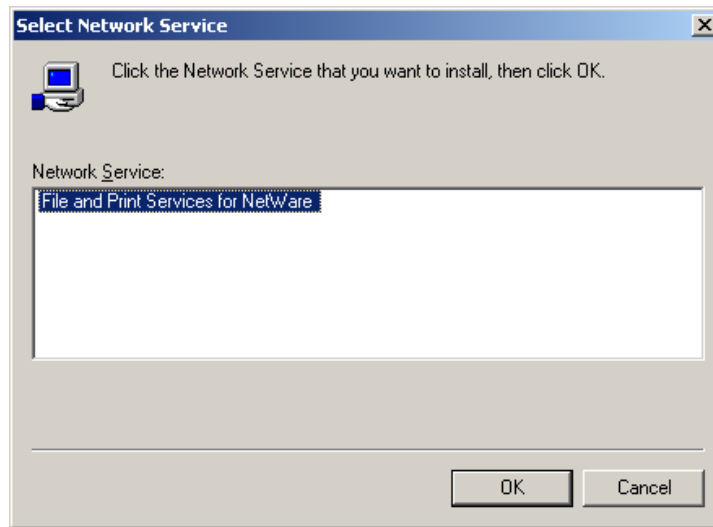 Select Network Service
Click the Network Service that you want to install, then click OK.
Network Service:
File and Print Services for NetWare
OK
Cancel